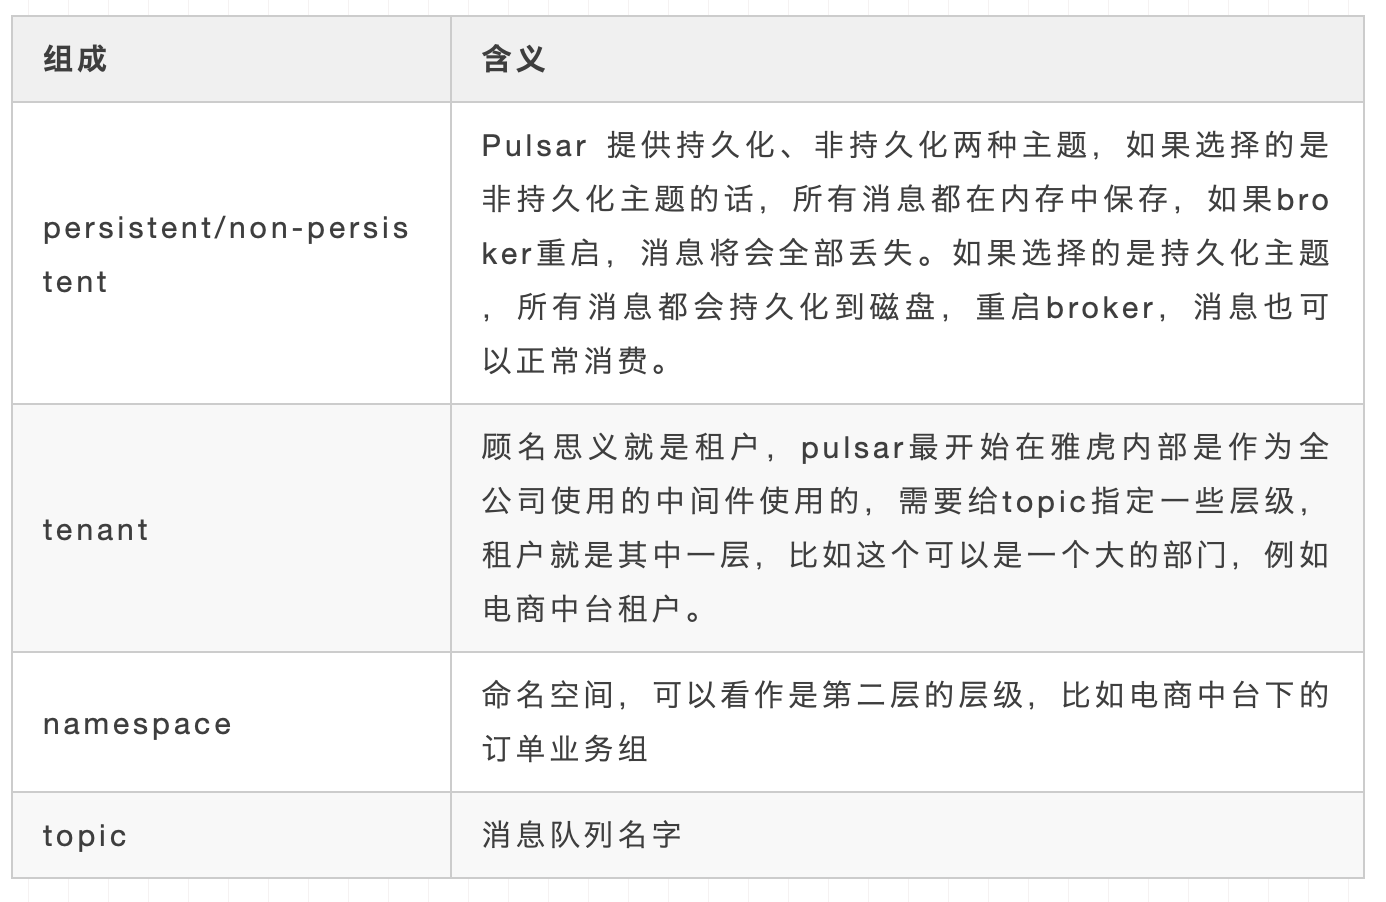 组成
含义
persistent/non-persis
tent
Pulsar 提供持久化、非持久化两种主题，如果选择的是
非持久化主题的话，所有消息都在内存中保存，如果bro
ker重启，消息将会全部丢失。如果选择的是持久化主题
，所有消息都会持久化到磁盘，重启broker，消息也可
以正常消费。
tenant
顾名思义就是租户，pulsar最开始在雅虎内部是作为全
公司使用的中间件使用的，需要给topic指定一些层级，
租户就是其中一层，比如这个可以是一个大的部门，例如
电商中台租户。
namespace
命名空间，可以看作是第二层的层级，比如电商中台下的
订单业务组
topic
消息队列名字